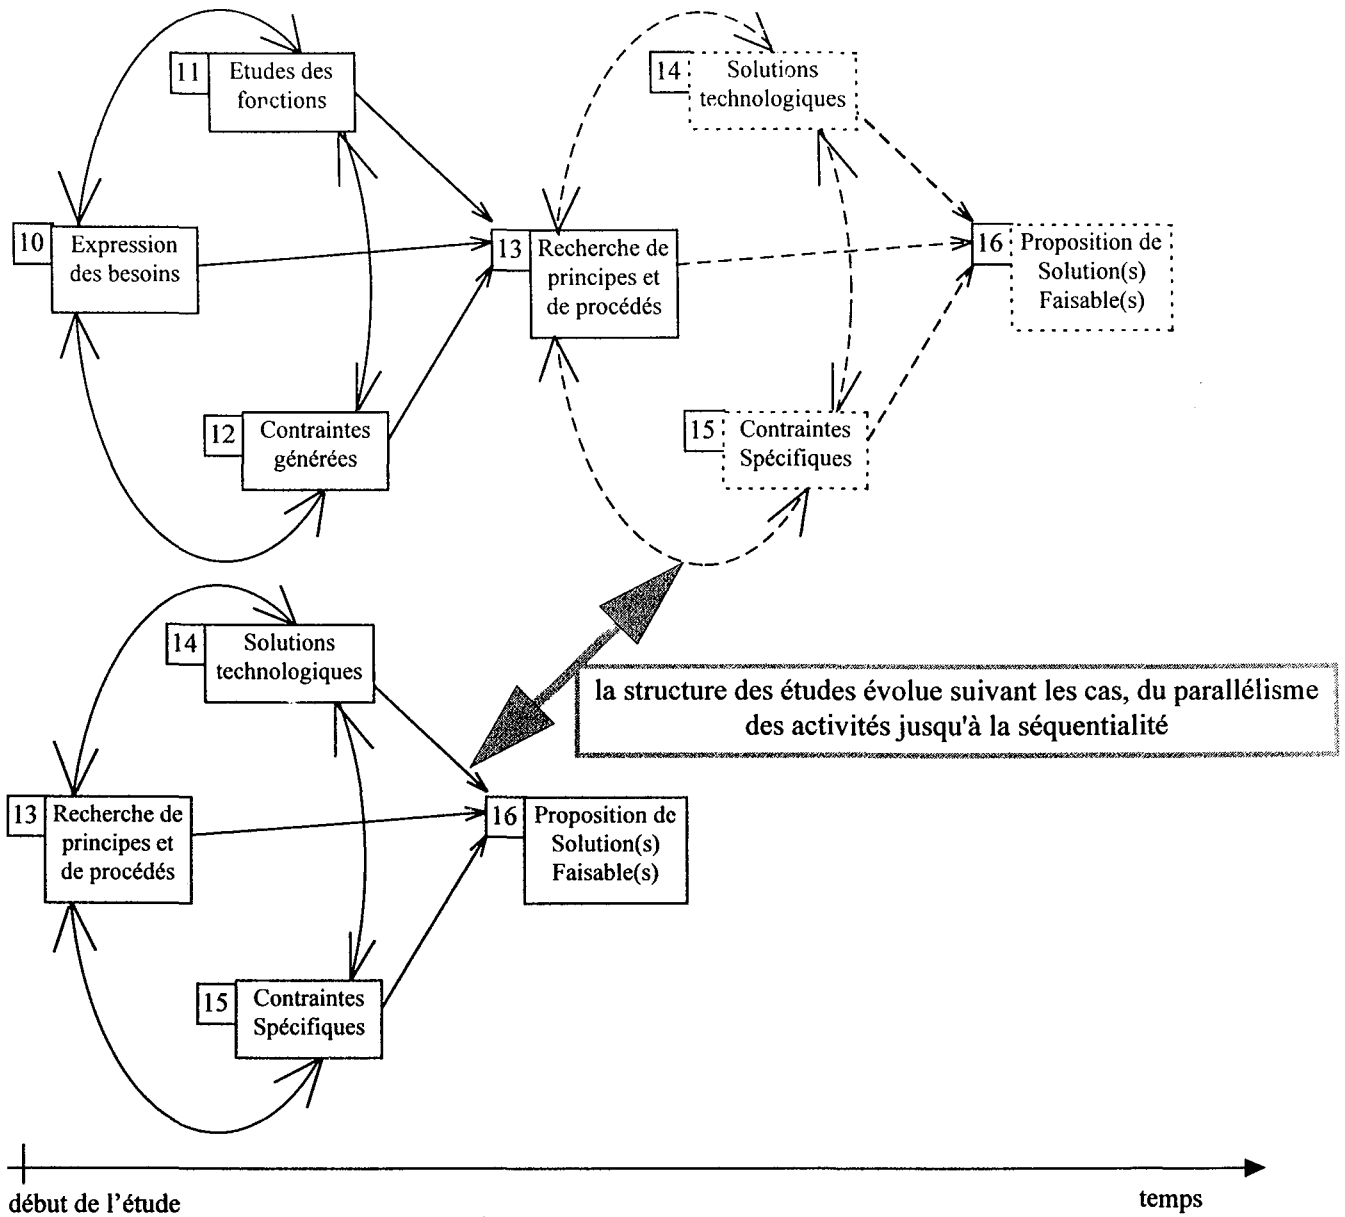 11
Etudes des
fonctions
14
Solutions
technologiques
10
Expression
des besoins
13
Recherche de
principes et
de procédés
16
Proposition de
Solution(s)
Faisable(s)
12
Contraintes
générées
15
Contraintes
Spécifiques
14
Solutions
technologiques
la structure des études évolue suivant les cas, du parallélisme
des activités jusqu'à la séquentialité
13
Recherche de
principes et
de procédés
16
Proposition de
Solution(s)
Faisable(s)
15
Contraintes
Spécifiques
début de l'étude
temps